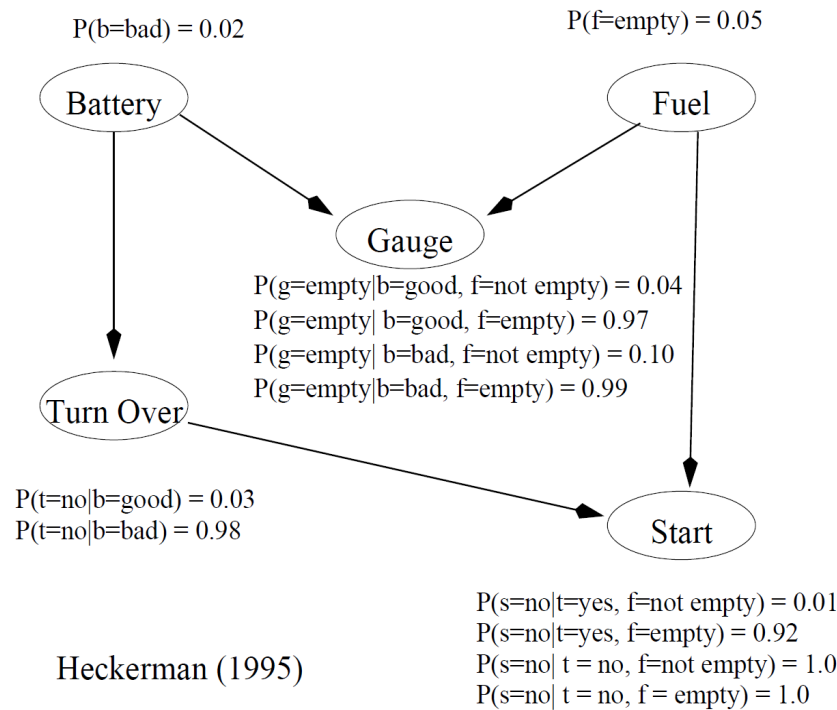 P(b=bad) = 0.02
P(f=empty) = 0.05
Battery
Fuel
Gauge
P(g=empty|b=good, f=not empty) = 0.04
P(g=empty| b=good, f=empty) = 0.97
P(g=empty| b=bad, f=not empty) = 0.10
P(g=empty|b=bad, f=empty) = 0.99
Turn Over
P(t=no|b=good) = 0.03
P(t=no|b=bad) = 0.98
Start
P(s=no|t=yes, f=not empty) = 0.01
P(s=no|t=yes, f=empty) = 0.92
P(s=no| t = no, f=not empty) = 1.0
P(s=no| t = no, f = empty) = 1.0
Heckerman (1995)